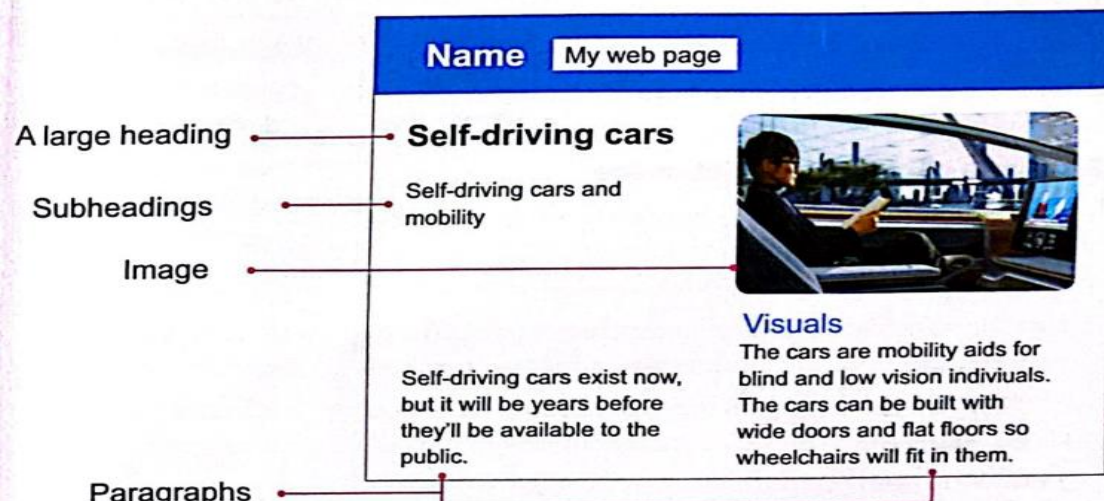 Name My web page
A large heading
Self-driving cars
Subheadings
Self-driving cars and
mobility
Image
Visuals
The cars are mobility aids for
blind and low vision indiviuals.
The cars can be built with
wide doors and flat floors so
wheelchairs will fit in them.
Self-driving cars exist now,
but it will be years before
they'll be available to the
public.
Paragraphs